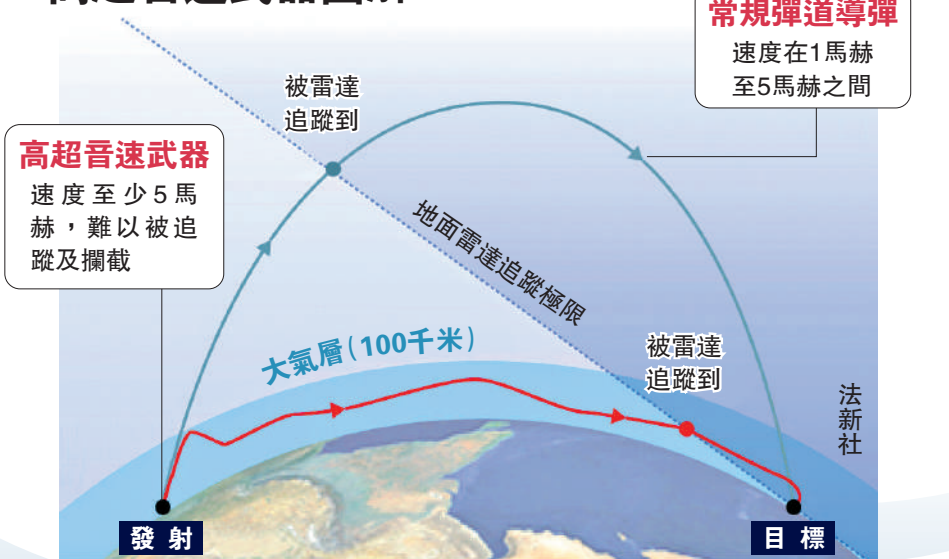 常規彈道導彈
速度在1馬赫
至5馬赫之間
被雷達
追蹤到
高超音速武器
速度至少5馬
赫，難以被追
蹤及攔截
地面雷達追蹤極限
大氣層（100千米）
被雷達
追蹤到
法新社
發射
目標